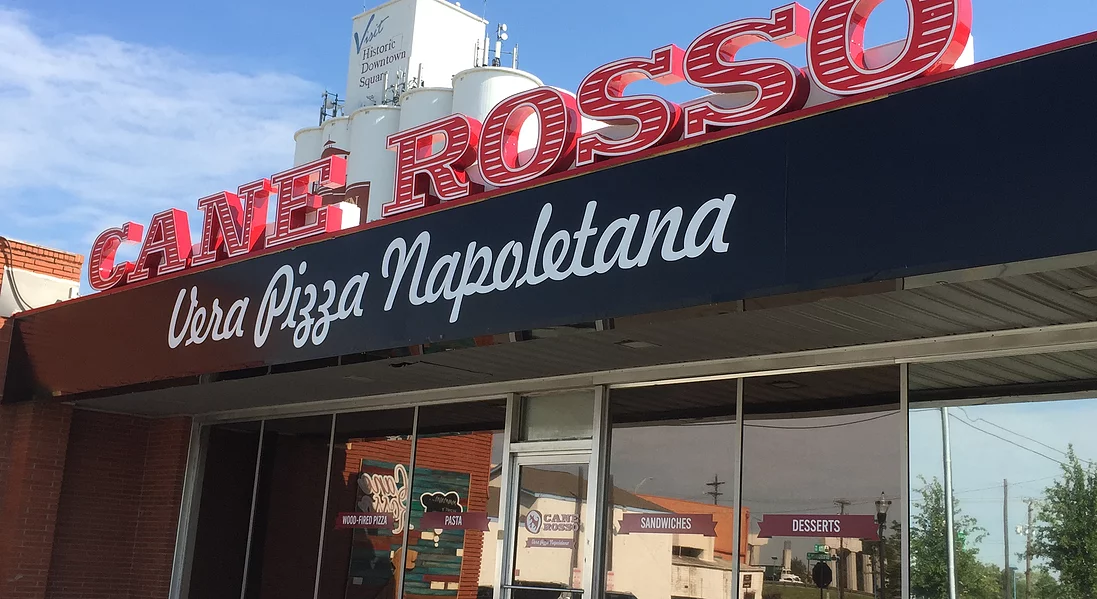 Visit
Historic
Downtown
Square
CANE ROSSO
Vera Pizza Napoletana
WOOD-FIRED PIZZA
PASTA
CANE
ROSSO
Vera Pizza Napoletana
SANDWICHES
DESSERTS